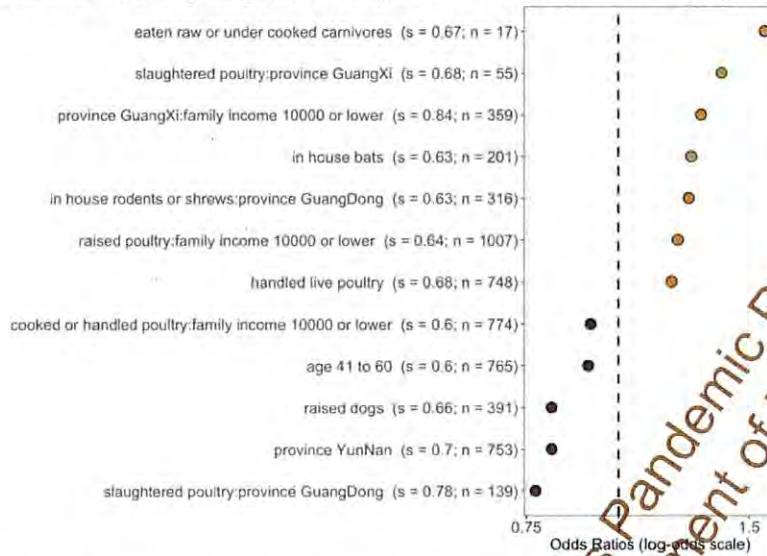 eaten raw or under cooked carnivores (s = 0.67; n = 17)
slaughtered poultry:province GuangXi (s = 0.68; n = 55)
province GuangXi:family income 10000 or lower (s = 0.84; n = 359)
in house bats (s = 0.63; n = 201)
in house rodents or shrews:province GuangDong (s = 0.63; n = 316)
raised poultry:family income 10000 or lower (s = 0.64; n = 1007)
handled live poultry (s = 0.68; n = 748)
cooked or handled poultry:family income 10000 or lower (s = 0.6; n = 774)
age 41 to 60 (s = 0.6; n = 765)
raised dogs (s = 0.66; n = 391)
province YunNan (s = 0.7; n = 753)
slaughtered poultry:province GuangDong (s = 0.78; n = 139)
0.75 1.5
Odds Ratios (log-odds scale)
Pandemic
of